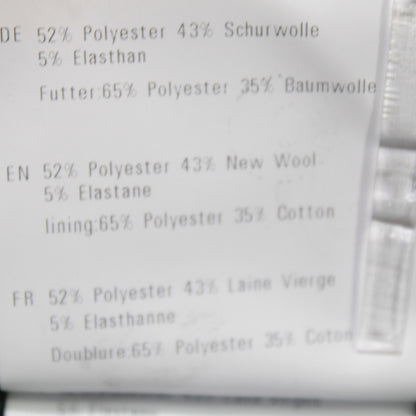 DE 52% Polyester 43% Schurwolle
5% Elasthan
Futter:65% Polyester 35% Baumwolle
EN 52% Polyester 43% New Wool
5% Elastane
lining:65% Polyester 35% Cotton
FR 52% Polyester 43% Laine Vierge
5% Elasthanne
Doublure:65% Polyester 35% Coton